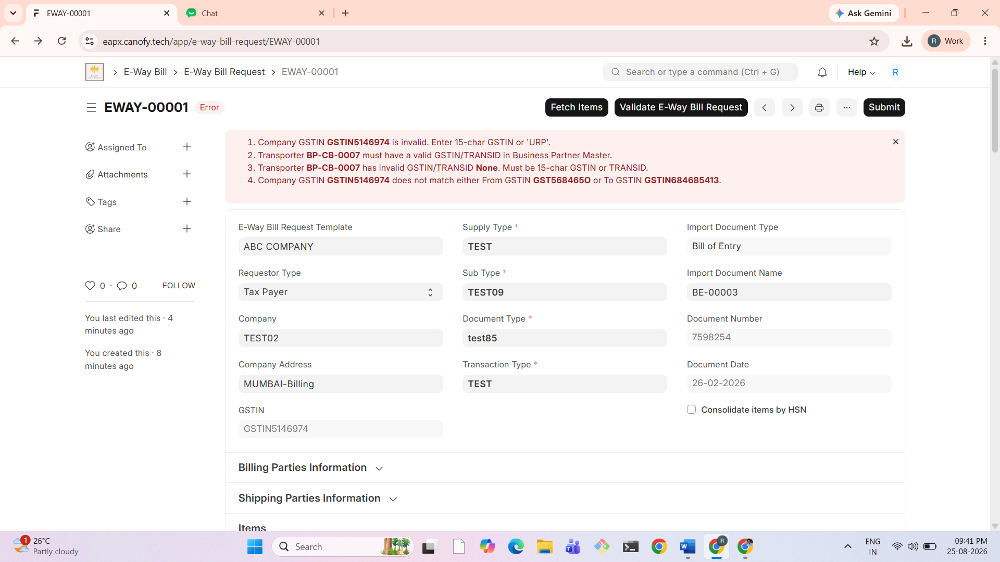 EWAY-00001
Chat
Ask Gemini
eapx.canofy.tech/app/e-way-bill-request/EWAY-00001
R Work
E-Way Bill > E-Way Bill Request > EWAY-00001
Search or type a command (Ctrl + G)
Help
R
EWAY-00001 Error
Fetch Items
Validate E-Way Bill Request
Submit
Assigned To
Attachments
Tags
Share
0 · 0 FOLLOW
You last edited this · 4
minutes ago
You created this · 8
minutes ago
1. Company GSTIN GSTIN5146974 is invalid. Enter 15-char GSTIN or 'URP'.
2. Transporter BP-CB-0007 must have a valid GSTIN/TRANSID in Business Partner Master.
3. Transporter BP-CB-0007 has invalid GSTIN/TRANSID None. Must be 15-char GSTIN or TRANSID.
4. Company GSTIN GSTIN5146974 does not match either From GSTIN GST568465O or To GSTIN GSTIN684685413.
E-Way Bill Request Template
ABC COMPANY
Requestor Type
Tax Payer
Company
TEST02
Company Address
MUMBAI-Billing
GSTIN
GSTIN5146974
Supply Type *
TEST
Sub Type *
TEST09
Document Type *
test85
Transaction Type *
TEST
Import Document Type
Bill of Entry
Import Document Name
BE-00003
Document Number
7598254
Document Date
26-02-2026
Consolidate items by HSN
Billing Parties Information
Shipping Parties Information
Items
1
26°C
Partly cloudy
Search
R
ENG
IN
09:41 PM
25-08-2026